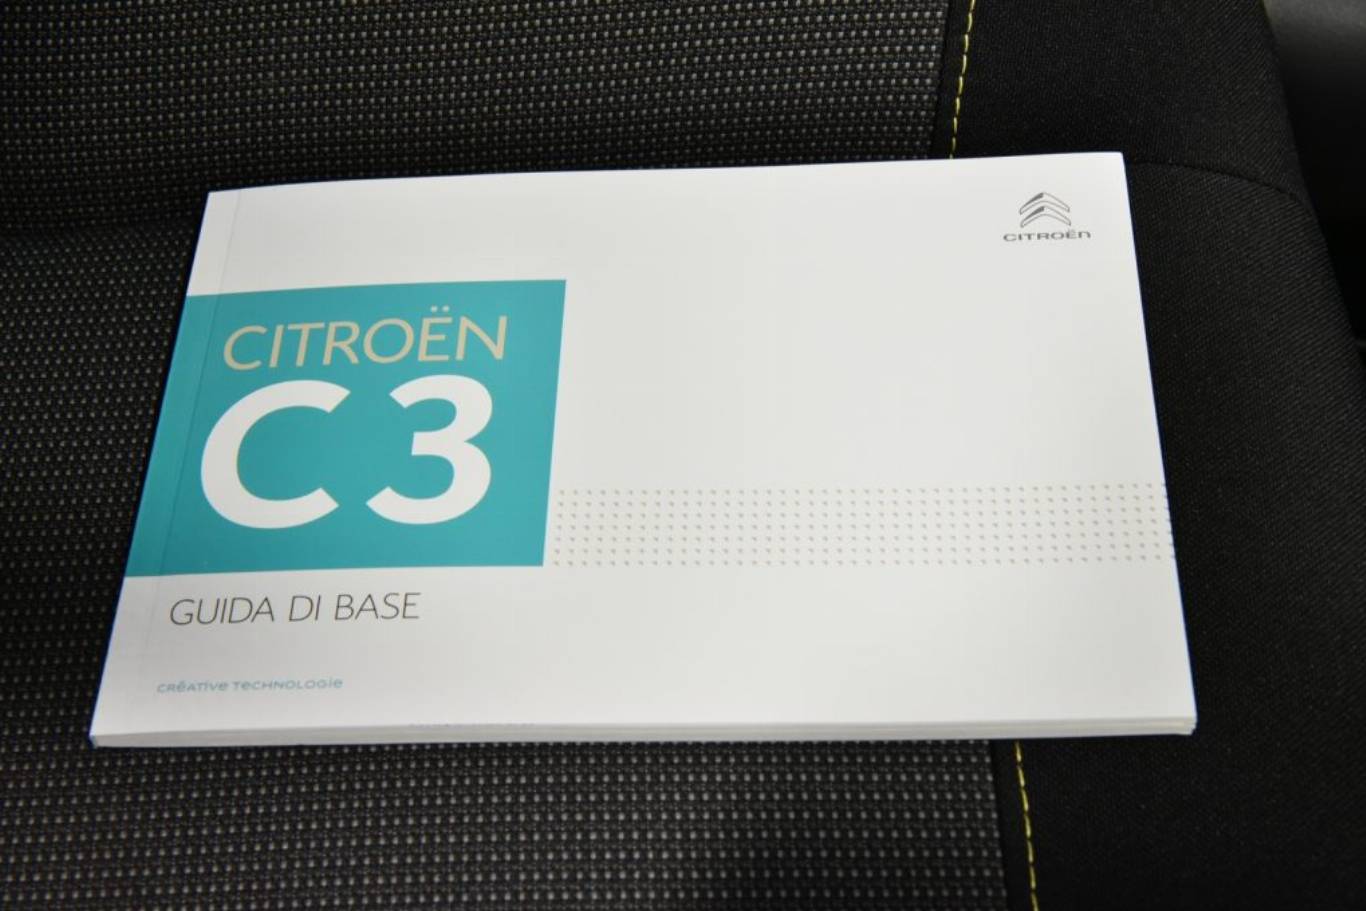 CITROËN
CITROËN
C3
GUIDA DI BASE
CRÉATIVE TECHNOLOGIE